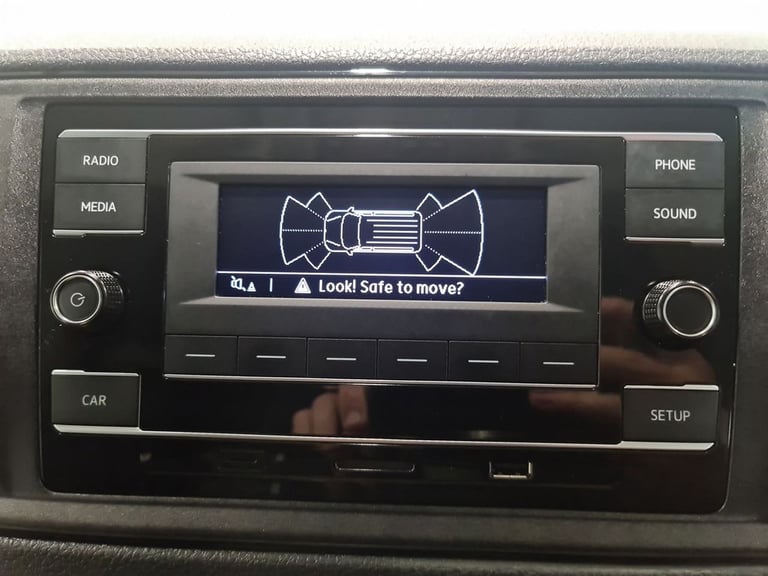 RADIO
MEDIA
PHONE
SOUND
Look! Safe to move?
CAR
SETUP